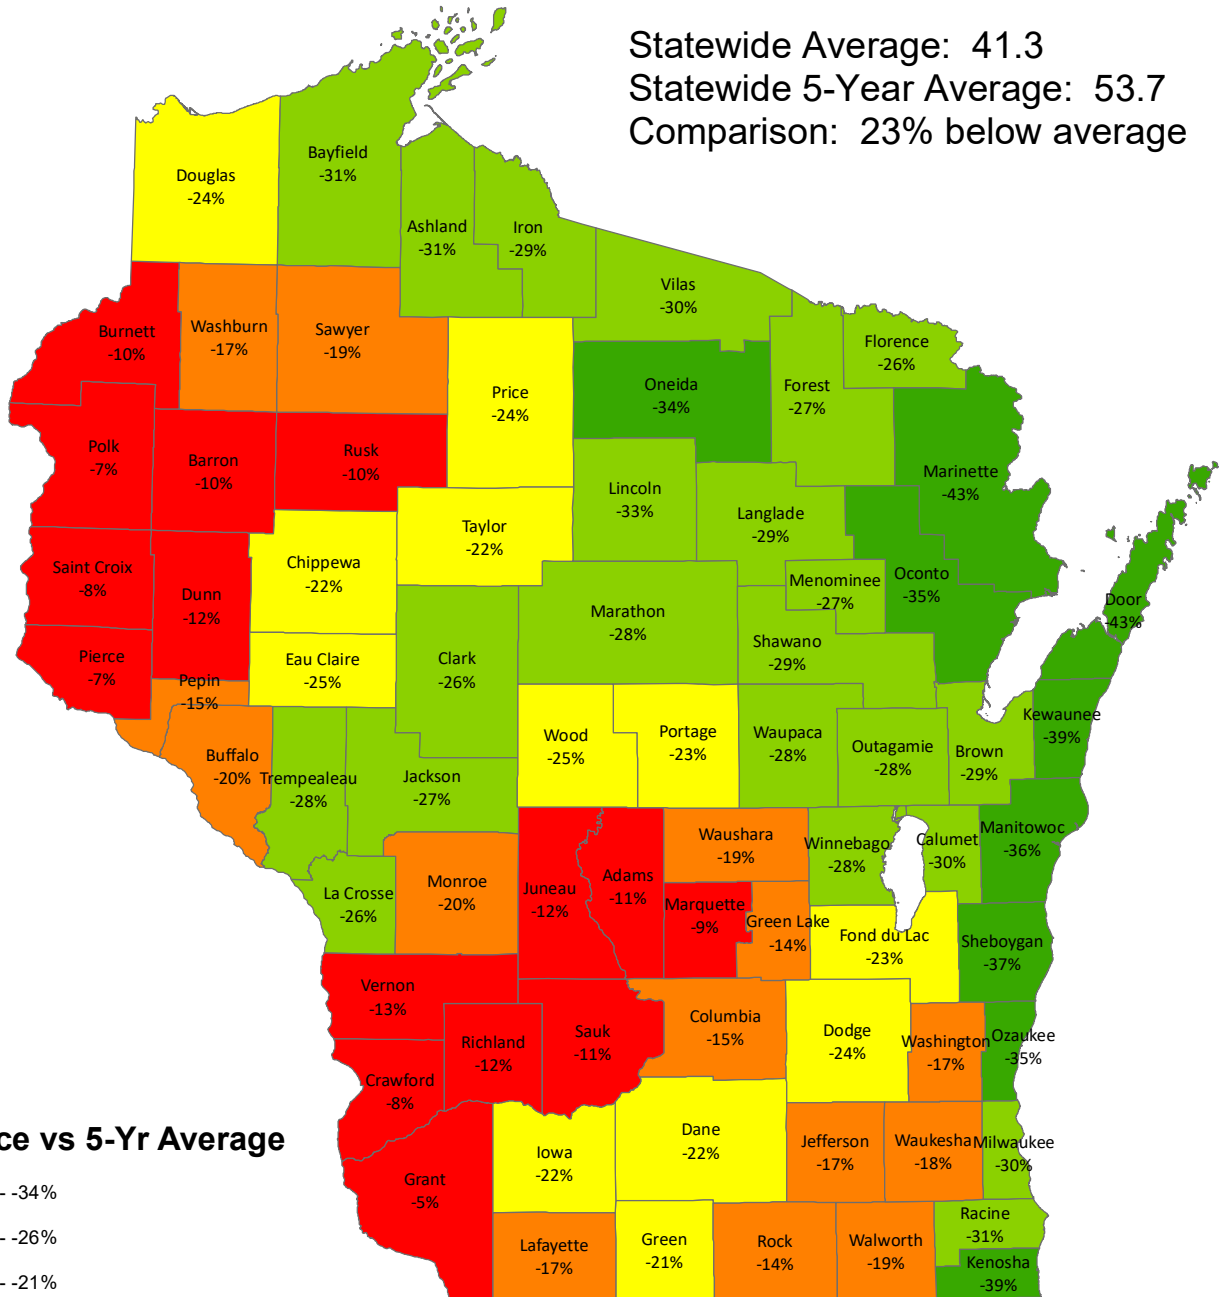 Statewide Average: 41.3
Statewide 5-Year Average: 53.7
Comparison: 23% below average
Douglas
-24%
Bayfield
-31%
Ashland
-31%
Iron
-29%
Vilas
-30%
Burnett
-10%
Washburn
-17%
Sawyer
-19%
Price
-24%
Oneida
-34%
Forest
-27%
Florence
-26%
Marinette
-43%
Polk
-7%
Barron
-10%
Rusk
-10%
Taylor
-22%
Lincoln
-33%
Langlade
-29%
Saint Croix
-8%
Dunn
-12%
Chippewa
-22%
Marathon
-28%
Menominee
-27%
Oconto
-35%
Door
-43%
Pierce
-7%
Pepin
-15%
Eau Claire
-25%
Clark
-26%
Shawano
-29%
Buffalo
-20%
Trempealeau
-28%
Jackson
-27%
Wood
-25%
Portage
-23%
Waupaca
-28%
Outagamie
-28%
Brown
-29%
Kewaunee
-39%
La Crosse
-26%
Monroe
-20%
Juneau
-12%
Adams
-11%
Waushara
-19%
Winnebago
-28%
Calumet
-30%
Manitowoc
-36%
Marquette
-9%
Green Lake
-14%
Fond du Lac
-23%
Sheboygan
-37%
Vernon
-13%
Richland
-12%
Sauk
-11%
Columbia
-15%
Dodge
-24%
Washington
-17%
Ozaukee
-35%
Crawford
-8%
Grant
-5%
Iowa
-22%
Dane
-22%
Jefferson
-17%
Waukesha
-18%
Milwaukee
-30%
Lafayette
-17%
Green
-21%
Rock
-14%
Walworth
-19%
Racine
-31%
Kenosha
-39%
ce vs 5-Yr Average
- -34%
- -26%
- -21%